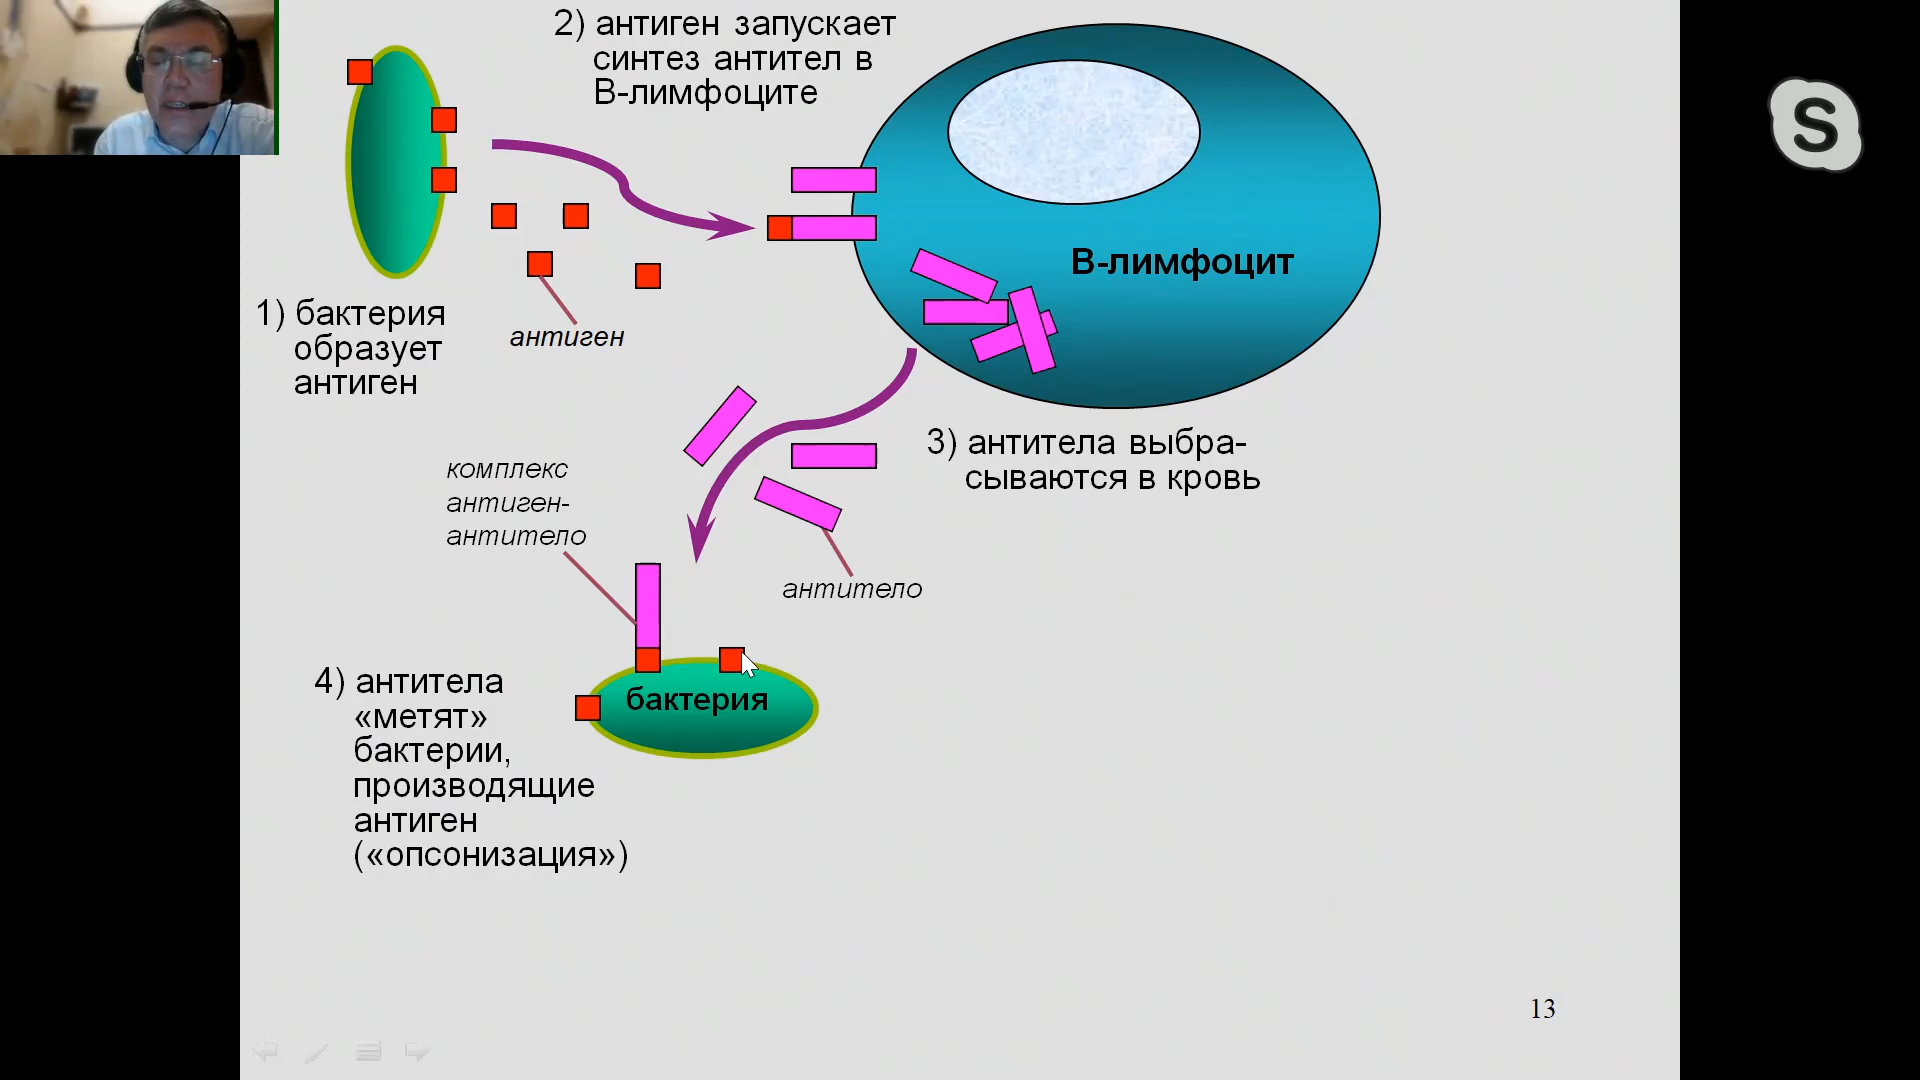 2) антиген запускает
синтез антител в
В-лимфоците
S
В-лимфоцит
1) бактерия
образует
антиген
антиген
3) антитела выбра-
сываются в кровь
комплекс
антиген-
антитело
антитело
4) антитела
«метят»
бактерии,
производящие
антиген
(«опсонизация»)
бактерия
13